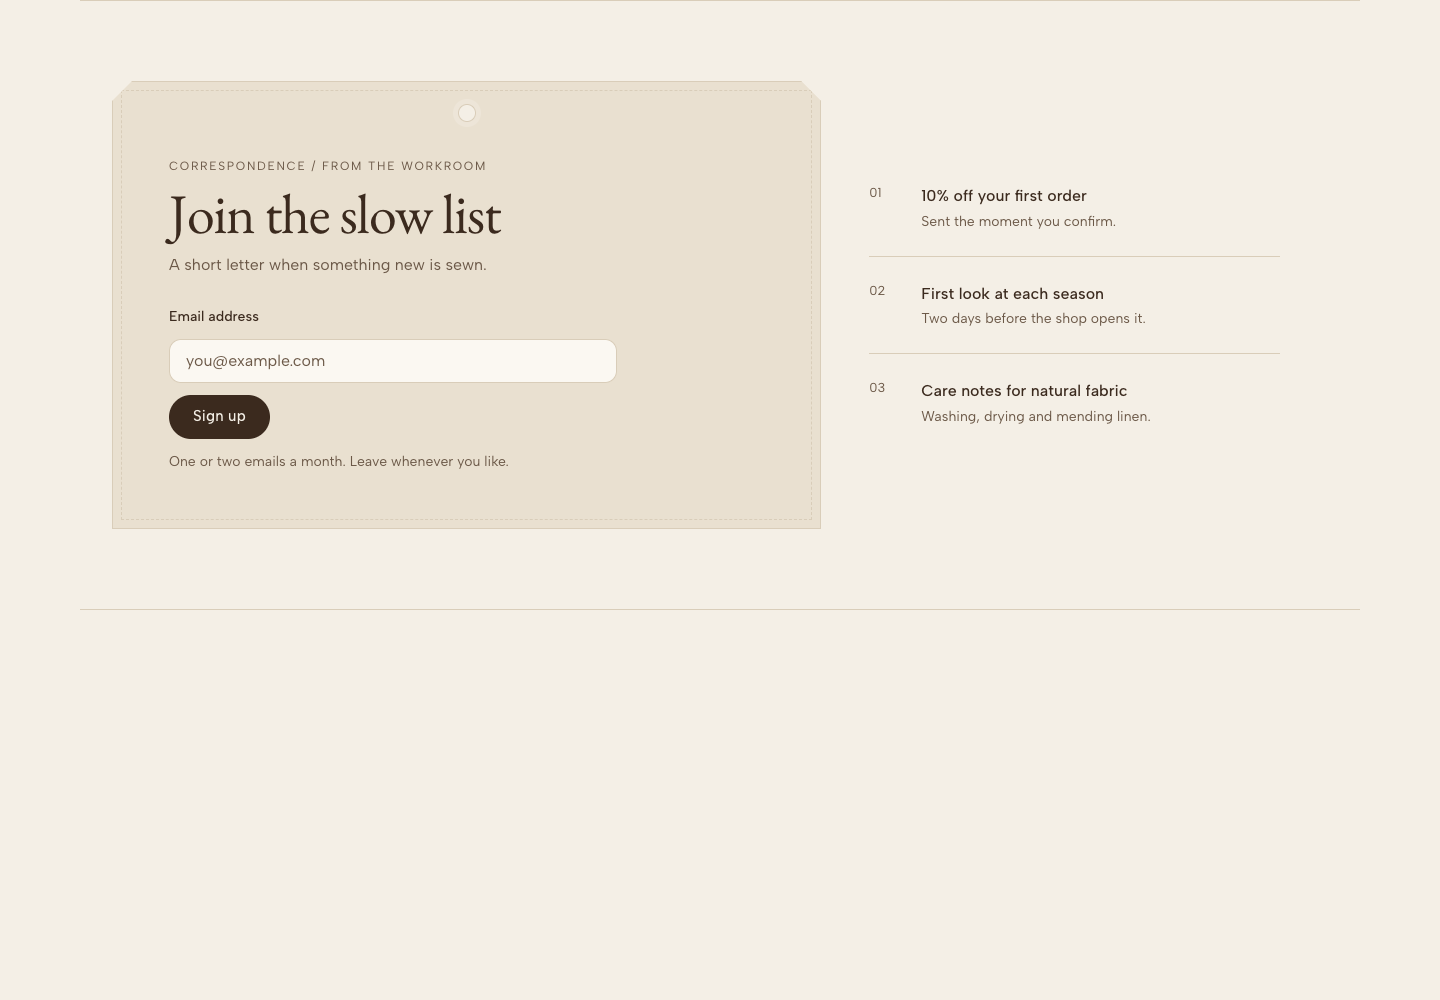 CORRESPONDENCE / FROM THE WORKROOM
Join the slow list
A short letter when something new is sewn.
Email address
you@example.com
Sign up
One or two emails a month. Leave whenever you like.
01
10% off your first order
Sent the moment you confirm.
02
First look at each season
Two days before the shop opens it.
03
Care notes for natural fabric
Washing, drying and mending linen.